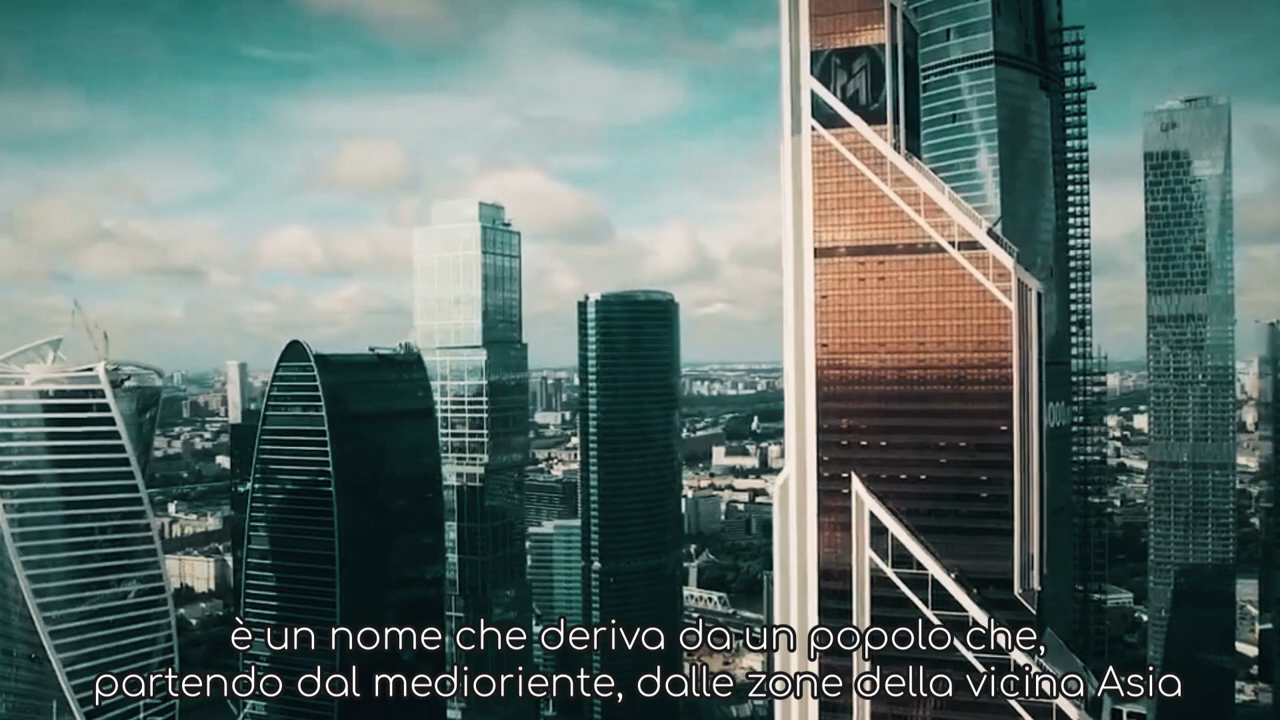 M
è un nome che deriva da un popolo che,
partendo dal medioriente, dalle zone della vicina Asia